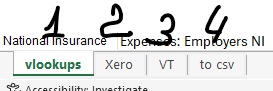 1 2 3 4
National Insurance Expenses: Employers NI
vlookups Xero VT to csv
Accessibility: Investigate